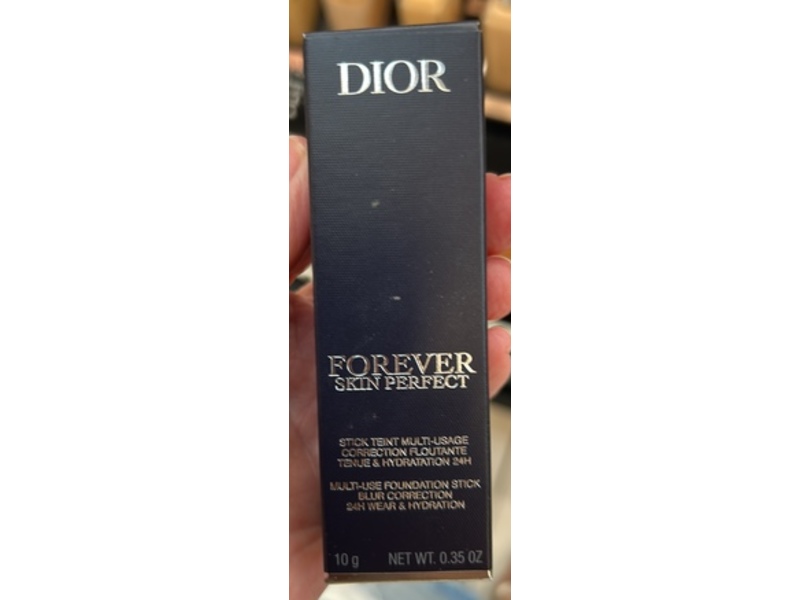 DIOR
FOREVER
SKIN PERFECT
STICK TEINT MULTI-USAGE
CORRECTION FLOUTANTE
TENUE & HYDRATATION 24H
MULTI-USE FOUNDATION STICK
BLUR CORRECTION
24H WEAR & HYDRATION
10 g NET WT. 0.35 OZ